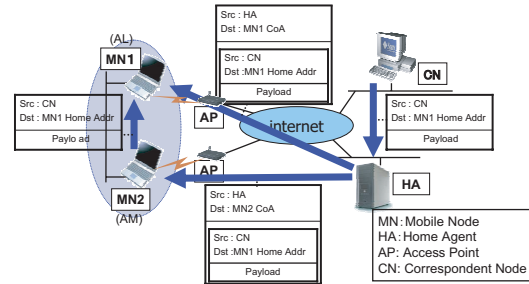 (AL)
MN1
Src : HA
Dst : MN1 CoA
Src : CN
Dst :MN1 Home Addr
Payload
CN
Src : CN
Dst : MN1 Home Addr
Paylo ad
...
AP
...
internet
...
Src : CN
Dst : MN1 Home Addr
Payload
AP
MN2
(AM)
HA
Src : HA
Dst : MN2 CoA
...
Src : CN
Dst :MN1 Home Addr
Payload
MN: Mobile Node
HA: Home Agent
AP: Access Point
CN: Correspondent Node